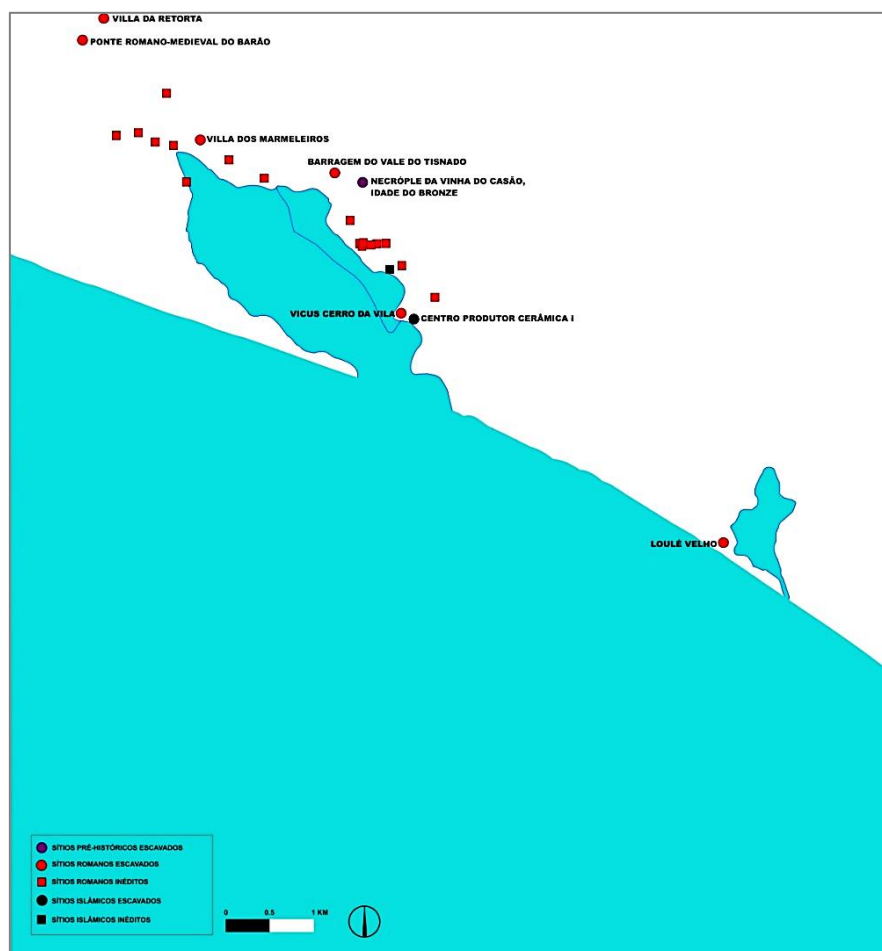 VILLA DA RETORTA
PONTE ROMANO-MEDIEVAL DO BARÃO
VILLA DOS MARMELEIROS
BARRAGEM DO VALE DO TISNADO
NECRÓPLE DA VINHA DO CASÃO,
IDADE DO BRONZE
VICUS CERRO DA VILA
CENTRO PRODUTOR CERÂMICA I
LOULÉ VELHO
SÍTIOS PRÉ-HISTÓRICOS ESCAVADOS
SÍTIOS ROMANOS ESCAVADOS
SÍTIOS ROMANOS INÉDITOS
SÍTIOS ISLÂMICOS ESCAVADOS
SÍTIOS ISLÂMICOS INÉDITOS
0 0.5 1 KM